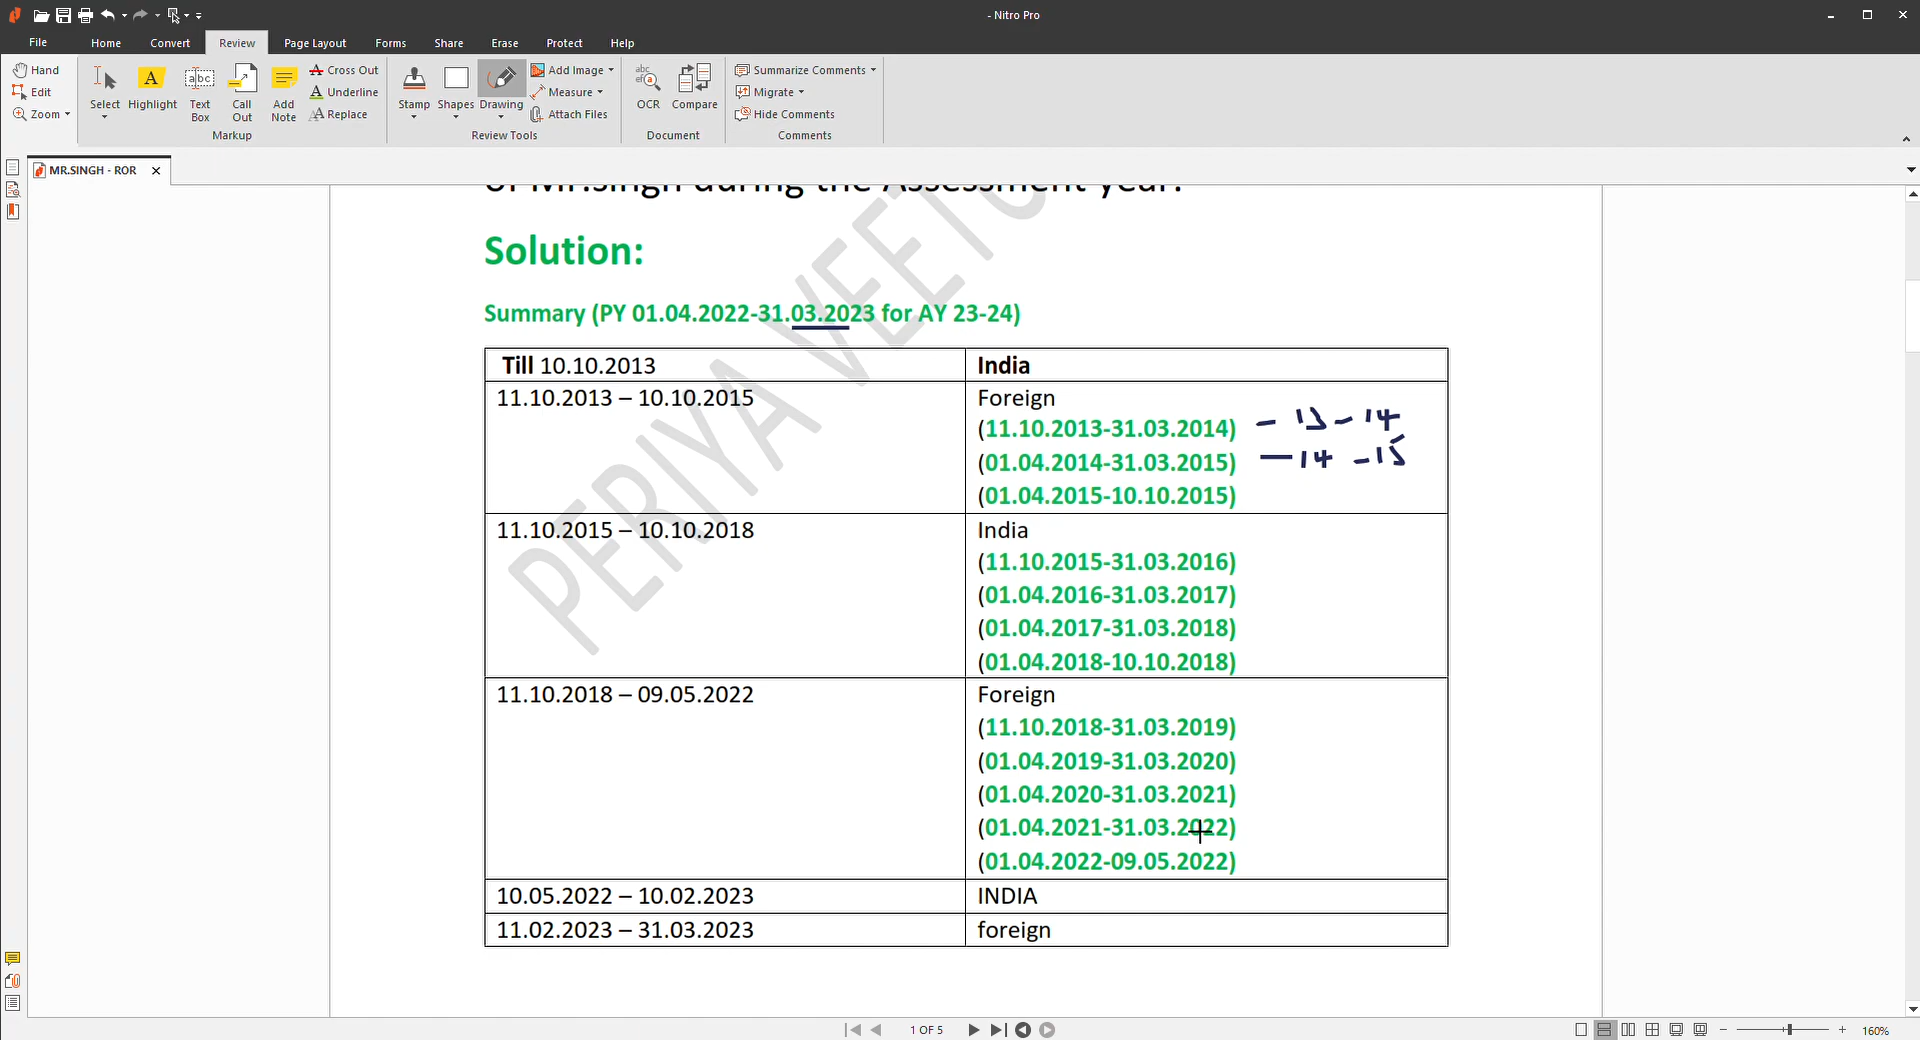 - Nitro Pro
File Home Convert Review Page Layout Forms Share Erase Protect Help
Hand
Edit
Zoom
Select
Highlight
Text Box
Call Out
Add Note
Cross Out
Underline
Replace
Markup
Stamp
Shapes
Drawing
Add Image
Measure
Attach Files
Review Tools
OCR
Compare
Document
Summarize Comments
Migrate
Hide Comments
Comments
MR.SINGH - ROR
of Mr.singh during the Assessment year.
Solution:
Summary (PY 01.04.2022-31.03.2023 for AY 23-24)
Till 10.10.2013 India
11.10.2013 – 10.10.2015 Foreign
(11.10.2013-31.03.2014) - 13 - 14
(01.04.2014-31.03.2015) - 14 - 15
(01.04.2015-10.10.2015)
11.10.2015 – 10.10.2018 India
(11.10.2015-31.03.2016)
(01.04.2016-31.03.2017)
(01.04.2017-31.03.2018)
(01.04.2018-10.10.2018)
11.10.2018 – 09.05.2022 Foreign
(11.10.2018-31.03.2019)
(01.04.2019-31.03.2020)
(01.04.2020-31.03.2021)
(01.04.2021-31.03.2022)
(01.04.2022-09.05.2022)
10.05.2022 – 10.02.2023 INDIA
11.02.2023 – 31.03.2023 foreign
PERIYA
1 OF 5
160%